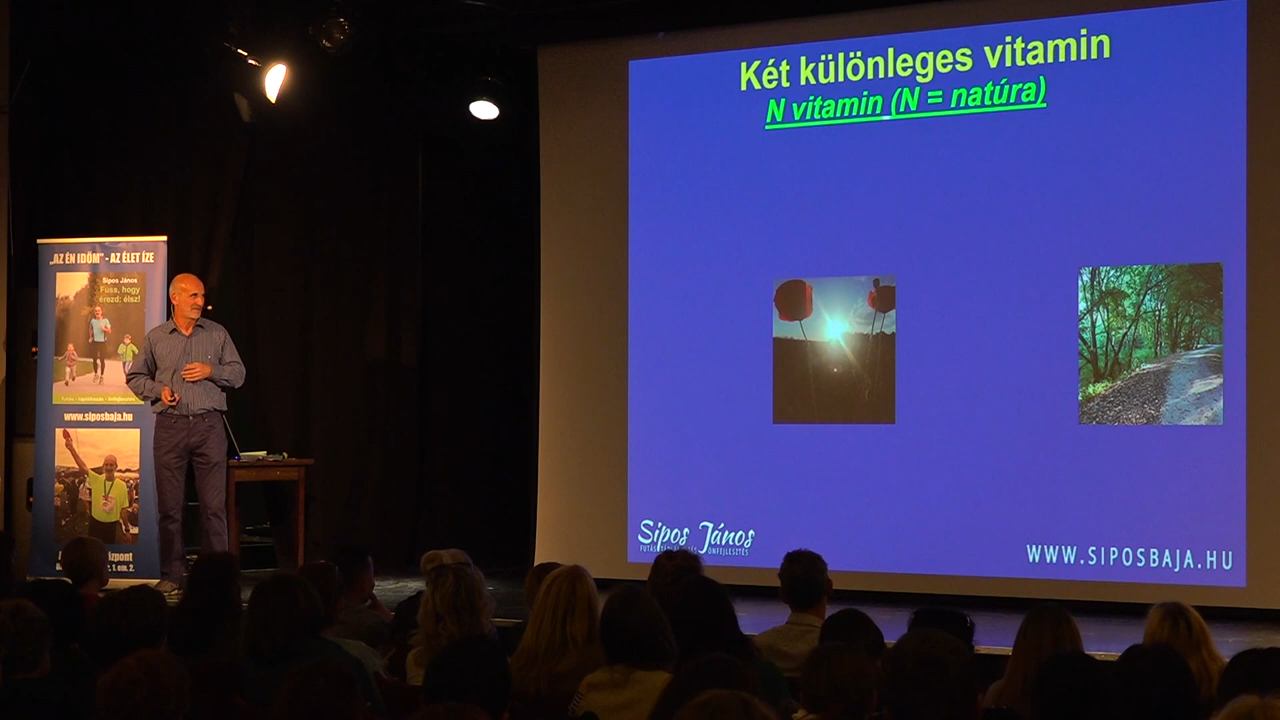 Két különleges vitamin
N vitamin (N = natúra)
Sipos János
WWW.SIPOSBAJA.HU
„AZ ÉN IDŐM" - AZ ÉLET ÍZE
Sipos János
Fuss, hogy
érezd: élsz!
www.siposbaja.hu